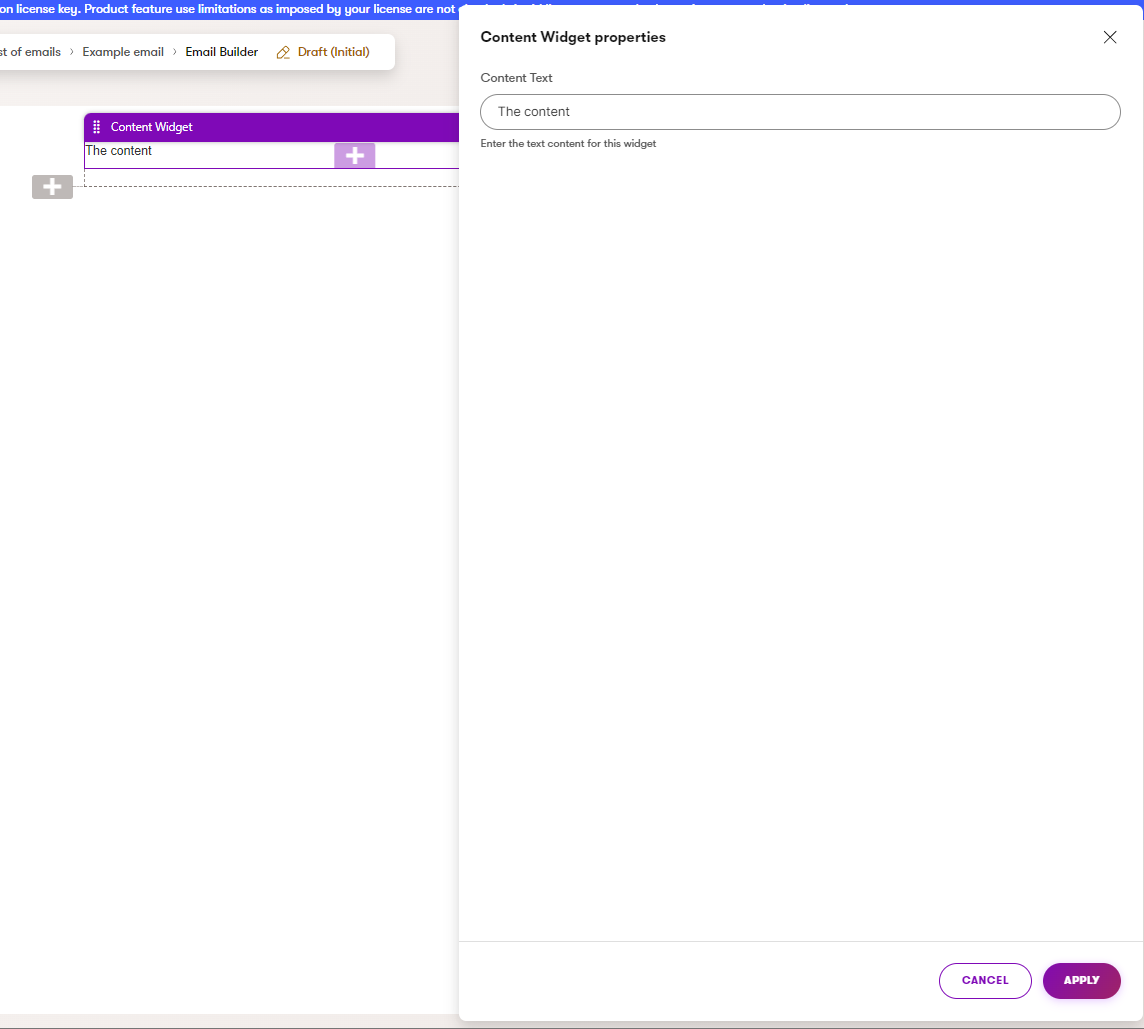 on license key. Product feature use limitations as imposed by your license are not
st of emails › Example email › Email Builder Draft (Initial)
Content Widget
The content
Content Widget properties
Content Text
The content
Enter the text content for this widget
CANCEL
APPLY